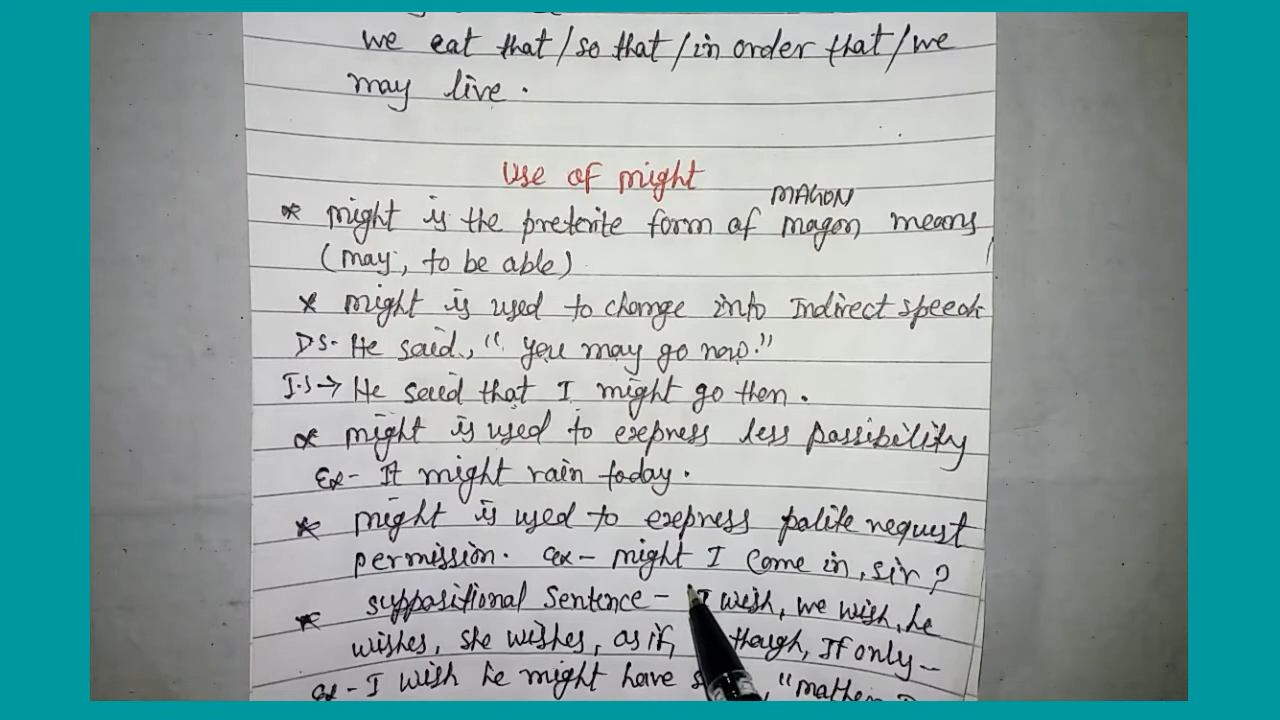 we eat that/so that/in order that/we
may live.
Use of might
MAGON
* might is the preterite form of magon means
(may, to be able)
* might is used to change into Indirect speech
DS- He said, "you may go now."
I.S→ He said that I might go then.
* might is used to express less possibility
Ex- It might rain today.
* might is used to express polite request
permission. ex- might I come in, sir?
* suppositional sentence - I wish, we wish, he
wishes, she wishes, as if, though, If only-
ex- I wish he might have